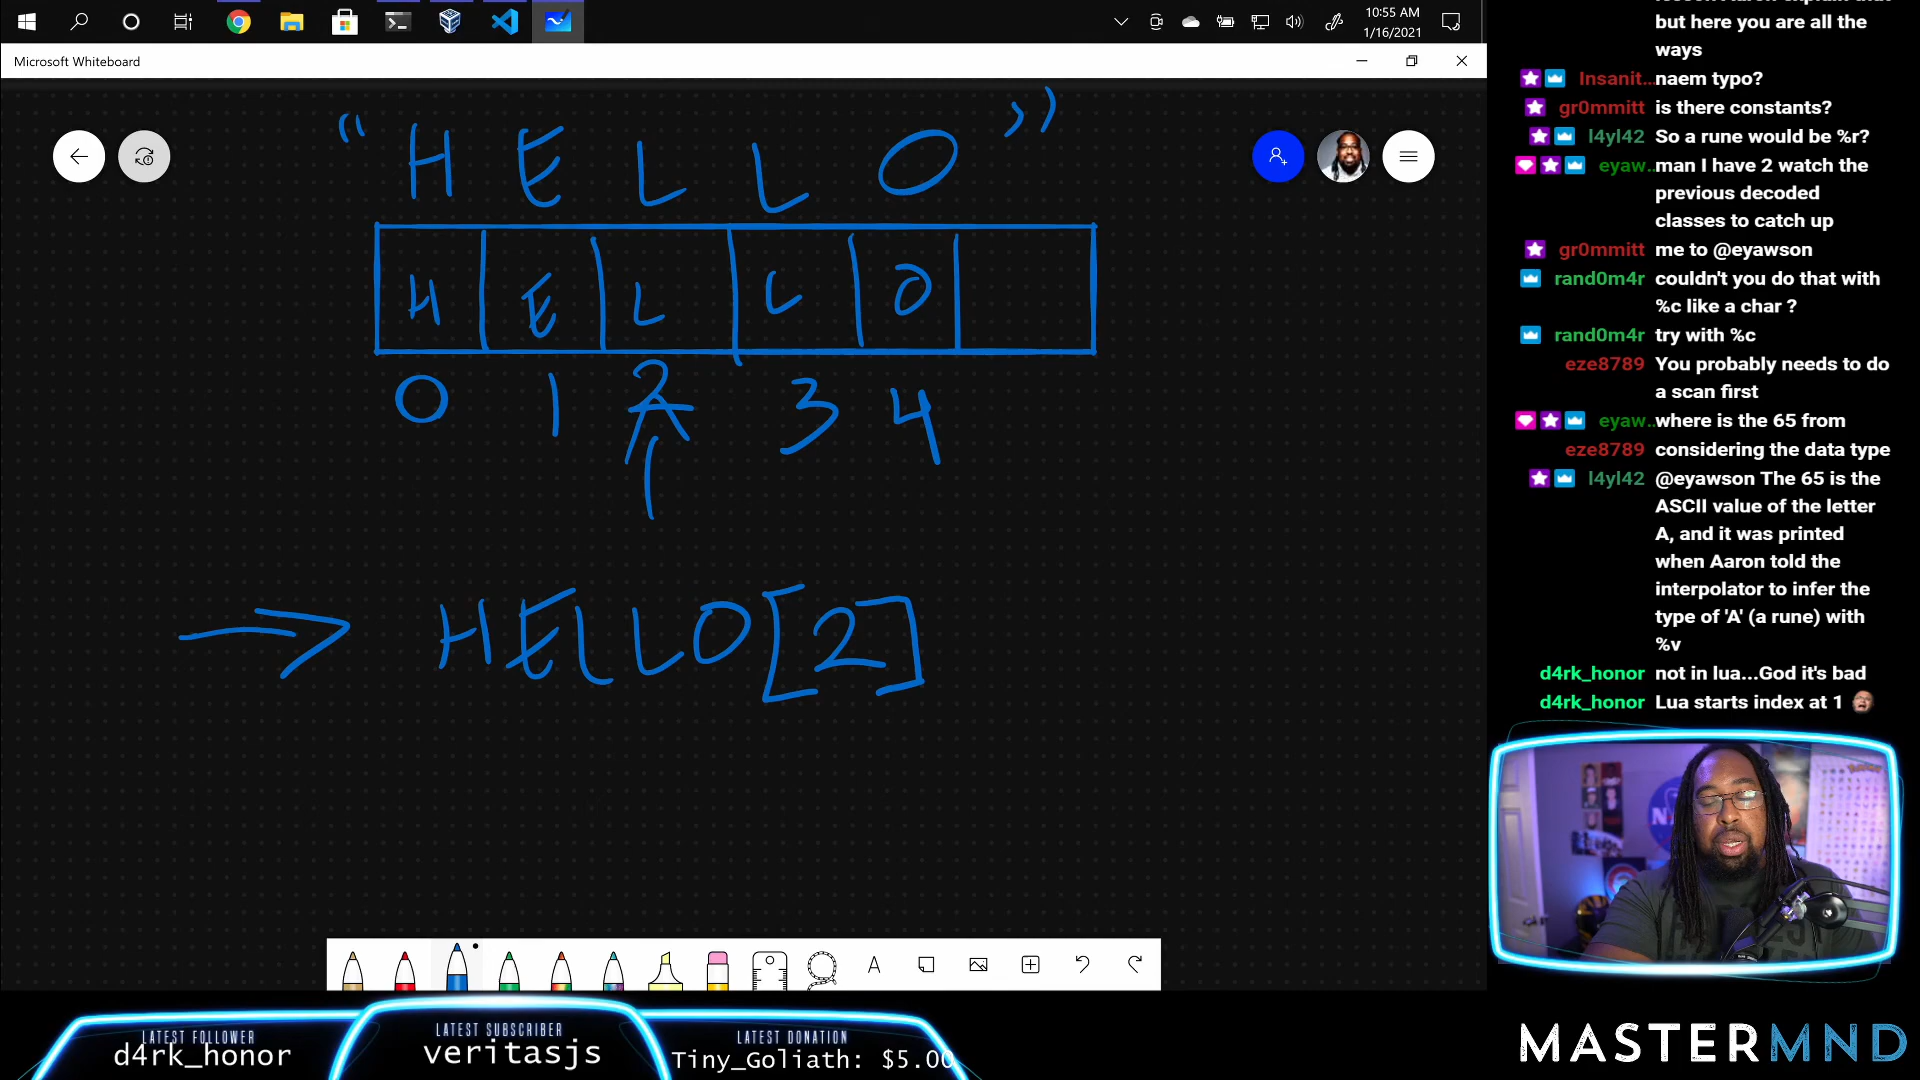 10:55 AM
1/16/2021
Microsoft Whiteboard
" H E L L O "
H E L L O
0 1 2 3 4
HELLO[2]
but here you are all the
ways
Insanit... naem typo?
gr0mmitt is there constants?
l4yl42 So a rune would be %r?
eyaw... man I have 2 watch the
previous decoded
classes to catch up
gr0mmitt me to @eyawson
rand0m4r couldn't you do that with
%c like a char ?
rand0m4r try with %c
eze8789 You probably needs to do
a scan first
eyaw... where is the 65 from
eze8789 considering the data type
l4yl42 @eyawson The 65 is the
ASCII value of the letter
A, and it was printed
when Aaron told the
interpolator to infer the
type of 'A' (a rune) with
%v
d4rk_honor not in lua...God it's bad
d4rk_honor Lua starts index at 1
LATEST FOLLOWER
d4rk_honor
LATEST SUBSCRIBER
veritasjs
LATEST DONATION
Tiny_Goliath: $5.00
MASTERMND